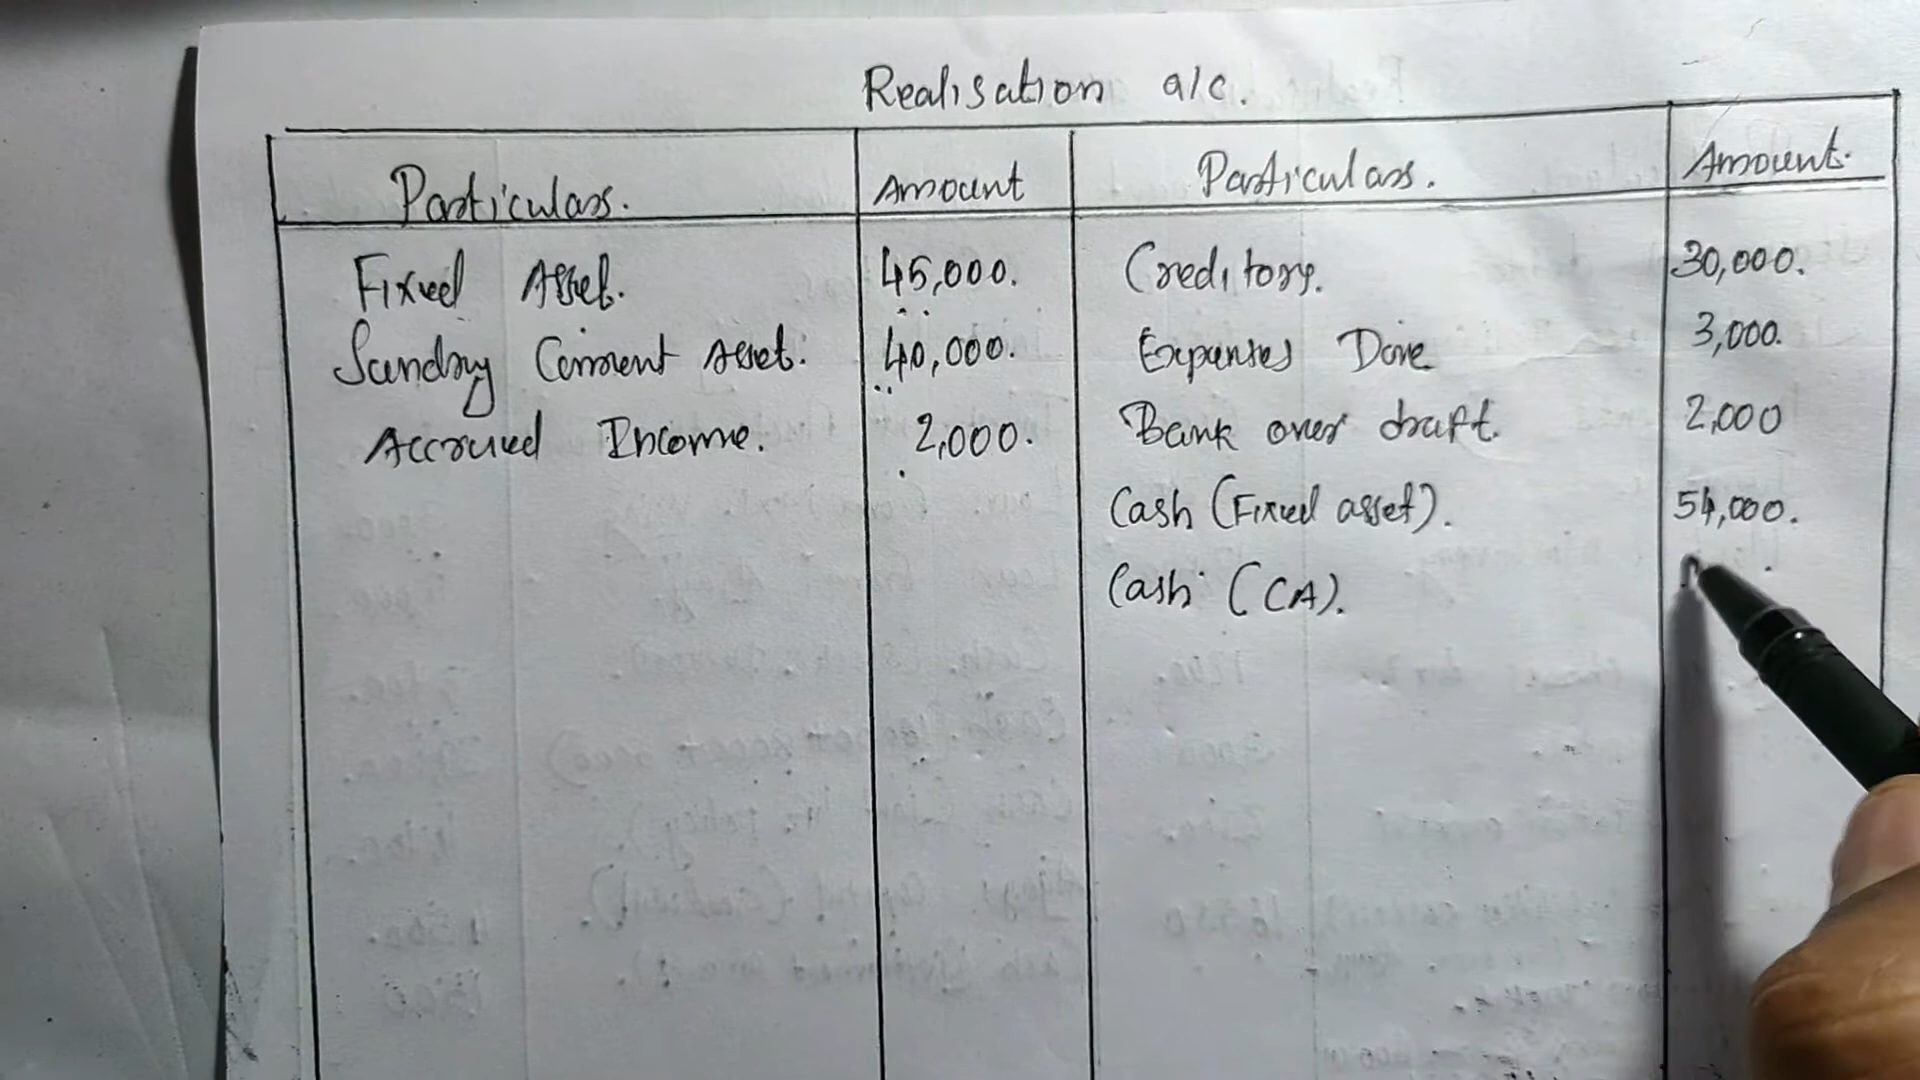 Realisation a/c.
Particulars. Amount Particulars. Amount.
Fixed Asset. 45,000. Creditors. 30,000.
Sundry Current Asset. 40,000. Expenses Done 3,000.
Accrued Income. 2,000. Bank over draft. 2,000
Cash (Fixed asset). 54,000.
Cash (CA).